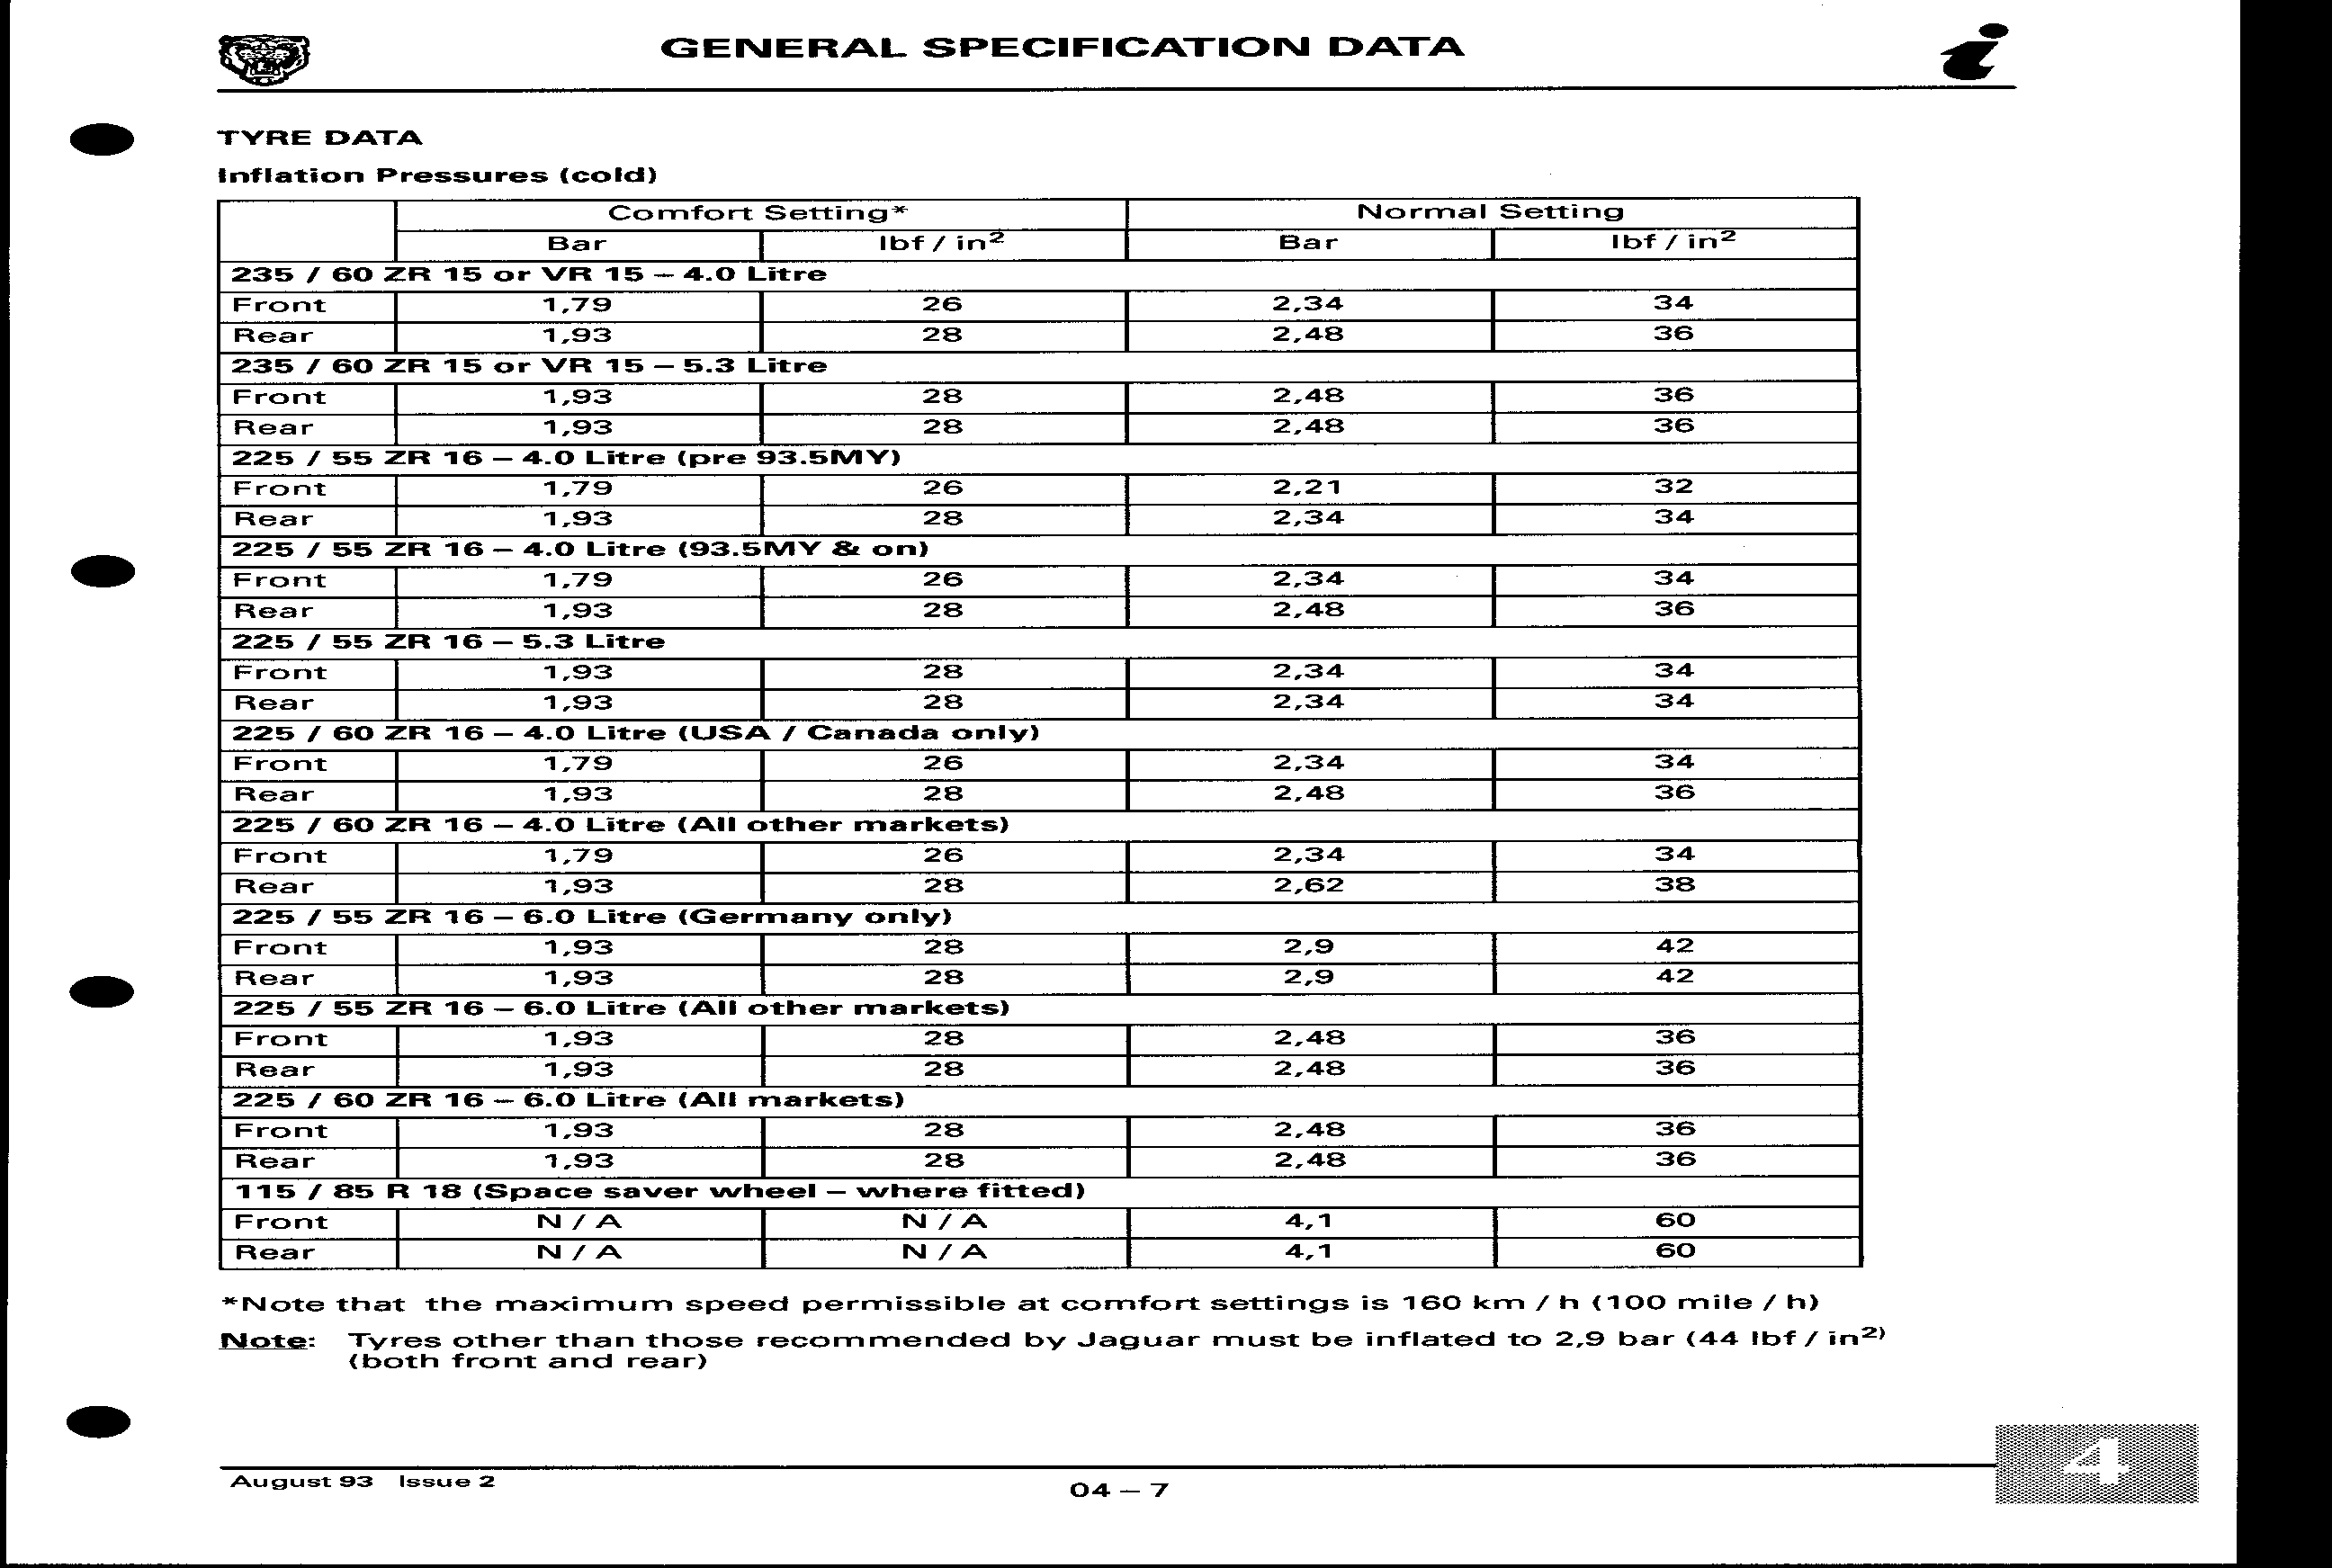 GENERAL SPECIFICATION DATA
i
TYRE DATA
Inflation Pressures (cold)
Comfort Setting* Normal Setting
Bar lbf / in² Bar lbf / in²
235 / 60 ZR 15 or VR 15 – 4.0 Litre
Front 1,79 26 2,34 34
Rear 1,93 28 2,48 36
235 / 60 ZR 15 or VR 15 – 5.3 Litre
Front 1,93 28 2,48 36
Rear 1,93 28 2,48 36
225 / 55 ZR 16 – 4.0 Litre (pre 93.5MY)
Front 1,79 26 2,21 32
Rear 1,93 28 2,34 34
225 / 55 ZR 16 – 4.0 Litre (93.5MY & on)
Front 1,79 26 2,34 34
Rear 1,93 28 2,48 36
225 / 55 ZR 16 – 5.3 Litre
Front 1,93 28 2,34 34
Rear 1,93 28 2,34 34
225 / 60 ZR 16 – 4.0 Litre (USA / Canada only)
Front 1,79 26 2,34 34
Rear 1,93 28 2,48 36
225 / 60 ZR 16 – 4.0 Litre (All other markets)
Front 1,79 26 2,34 34
Rear 1,93 28 2,62 38
225 / 55 ZR 16 – 6.0 Litre (Germany only)
Front 1,93 28 2,9 42
Rear 1,93 28 2,9 42
225 / 55 ZR 16 – 6.0 Litre (All other markets)
Front 1,93 28 2,48 36
Rear 1,93 28 2,48 36
225 / 60 ZR 16 – 6.0 Litre (All markets)
Front 1,93 28 2,48 36
Rear 1,93 28 2,48 36
115 / 85 R 18 (Space saver wheel – where fitted)
Front N / A N / A 4,1 60
Rear N / A N / A 4,1 60
*Note that the maximum speed permissible at comfort settings is 160 km / h (100 mile / h)
Note: Tyres other than those recommended by Jaguar must be inflated to 2,9 bar (44 lbf / in²)
(both front and rear)
4
August 93 Issue 2
04 – 7